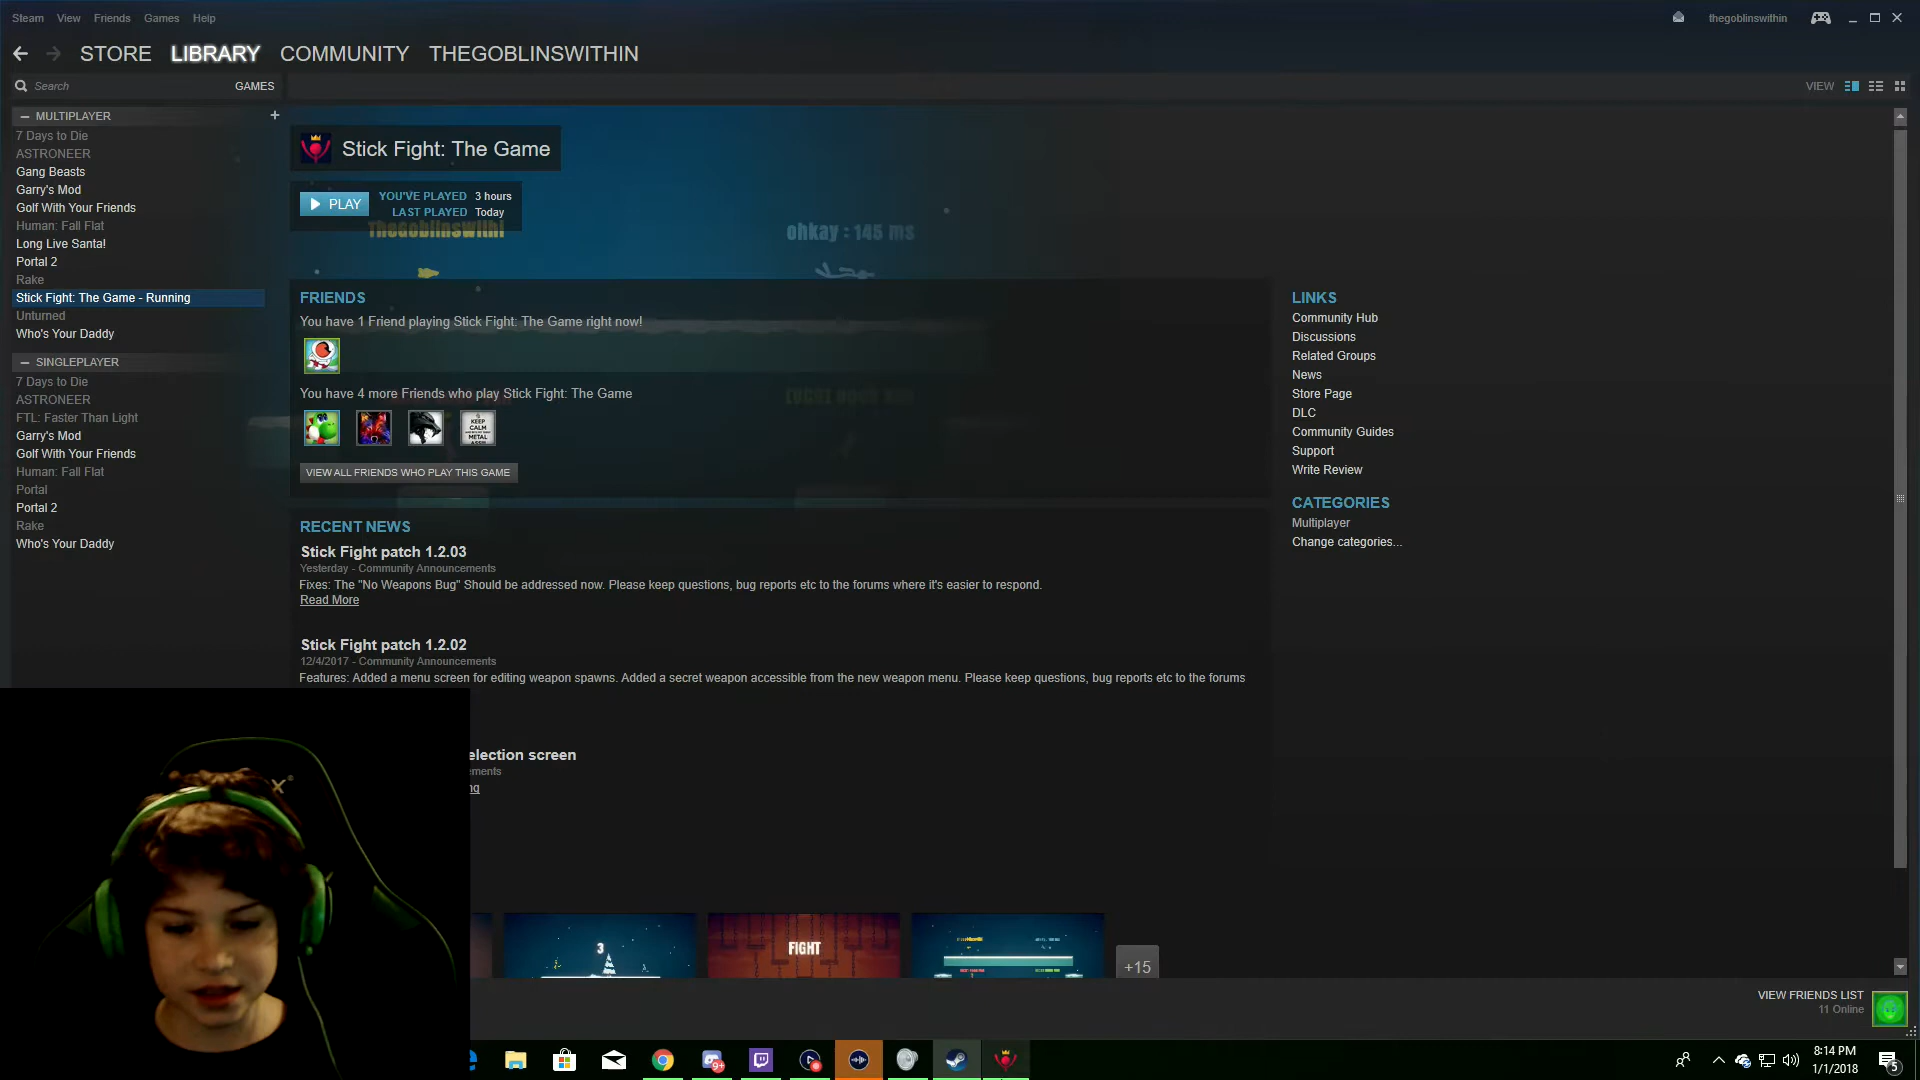 Steam View Friends Games Help
thegoblinswithin
STORE LIBRARY COMMUNITY THEGOBLINSWITHIN
Search GAMES
VIEW
MULTIPLAYER +
7 Days to Die
ASTRONEER
Gang Beasts
Garry's Mod
Golf With Your Friends
Human: Fall Flat
Long Live Santa!
Portal 2
Rake
Stick Fight: The Game - Running
Unturned
Who's Your Daddy
SINGLEPLAYER
7 Days to Die
ASTRONEER
FTL: Faster Than Light
Garry's Mod
Golf With Your Friends
Human: Fall Flat
Portal
Portal 2
Rake
Who's Your Daddy
Stick Fight: The Game
PLAY
YOU'VE PLAYED 3 hours
LAST PLAYED Today
Thegoblinswithi
ohkay : 145 ms
FRIENDS
You have 1 Friend playing Stick Fight: The Game right now!
You have 4 more Friends who play Stick Fight: The Game
KEEP
CALM
METAL
VIEW ALL FRIENDS WHO PLAY THIS GAME
RECENT NEWS
Stick Fight patch 1.2.03
Yesterday - Community Announcements
Fixes: The "No Weapons Bug" Should be addressed now. Please keep questions, bug reports etc to the forums where it's easier to respond.
Read More
Stick Fight patch 1.2.02
12/4/2017 - Community Announcements
Features: Added a menu screen for editing weapon spawns. Added a secret weapon accessible from the new weapon menu. Please keep questions, bug reports etc to the forums
election screen
ements
ng
3
FIGHT
+15
LINKS
Community Hub
Discussions
Related Groups
News
Store Page
DLC
Community Guides
Support
Write Review
CATEGORIES
Multiplayer
Change categories...
VIEW FRIENDS LIST
11 Online
X
9+
8:14 PM
1/1/2018
5